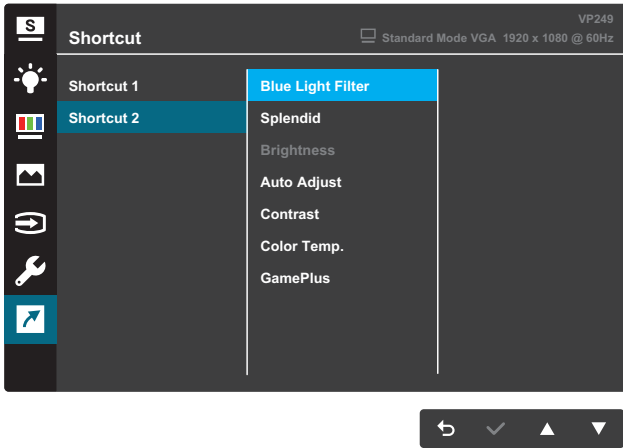 S
VP249
Shortcut
Standard Mode VGA 1920 x 1080 @ 60Hz
Shortcut 1
Shortcut 2
Blue Light Filter
Splendid
Brightness
Auto Adjust
Contrast
Color Temp.
GamePlus